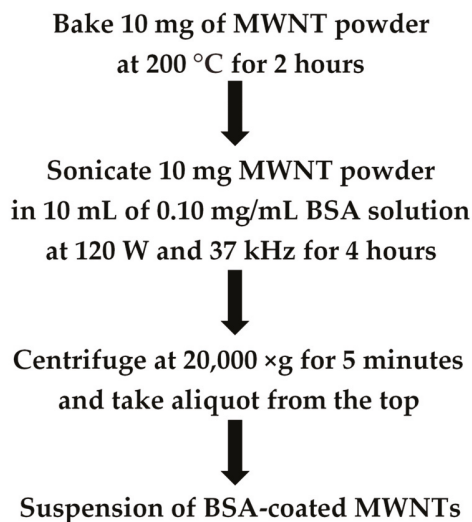 Bake 10 mg of MWNT powder
at 200 °C for 2 hours
Sonicate 10 mg MWNT powder
in 10 mL of 0.10 mg/mL BSA solution
at 120 W and 37 kHz for 4 hours
Centrifuge at 20,000 ×g for 5 minutes
and take aliquot from the top
Suspension of BSA-coated MWNTs